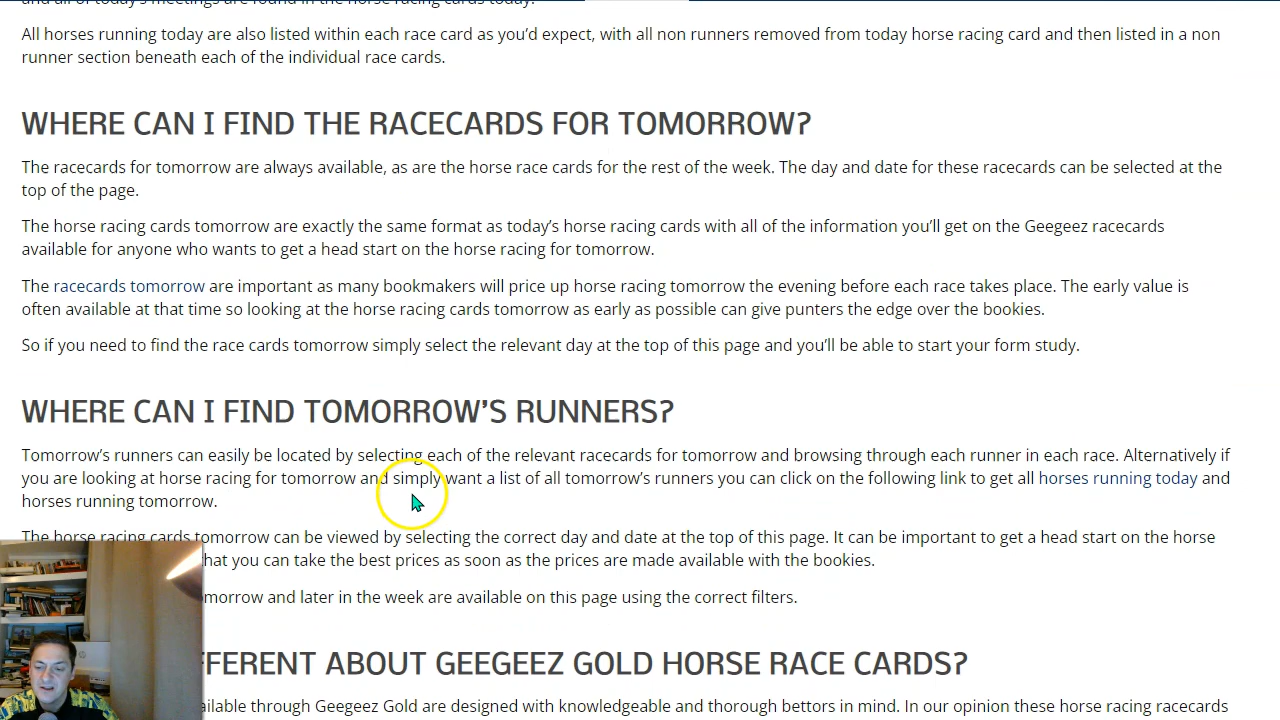 and all of today's meetings are found in the horse racing cards today.
All horses running today are also listed within each race card as you'd expect, with all non runners removed from today horse racing card and then listed in a non
runner section beneath each of the individual race cards.
WHERE CAN I FIND THE RACECARDS FOR TOMORROW?
The racecards for tomorrow are always available, as are the horse race cards for the rest of the week. The day and date for these racecards can be selected at the
top of the page.
The horse racing cards tomorrow are exactly the same format as today's horse racing cards with all of the information you'll get on the Geegeez racecards
available for anyone who wants to get a head start on the horse racing for tomorrow.
The racecards tomorrow are important as many bookmakers will price up horse racing tomorrow the evening before each race takes place. The early value is
often available at that time so looking at the horse racing cards tomorrow as early as possible can give punters the edge over the bookies.
So if you need to find the race cards tomorrow simply select the relevant day at the top of this page and you'll be able to start your form study.
WHERE CAN I FIND TOMORROW'S RUNNERS?
Tomorrow's runners can easily be located by selecting each of the relevant racecards for tomorrow and browsing through each runner in each race. Alternatively if
you are looking at horse racing for tomorrow and simply want a list of all tomorrow's runners you can click on the following link to get all horses running today and
horses running tomorrow.
The horse racing cards tomorrow can be viewed by selecting the correct day and date at the top of this page. It can be important to get a head start on the horse
that you can take the best prices as soon as the prices are made available with the bookies.
morrow and later in the week are available on this page using the correct filters.
FFERENT ABOUT GEEGEEZ GOLD HORSE RACE CARDS?
ailable through Geegeez Gold are designed with knowledgeable and thorough bettors in mind. In our opinion these horse racing racecards